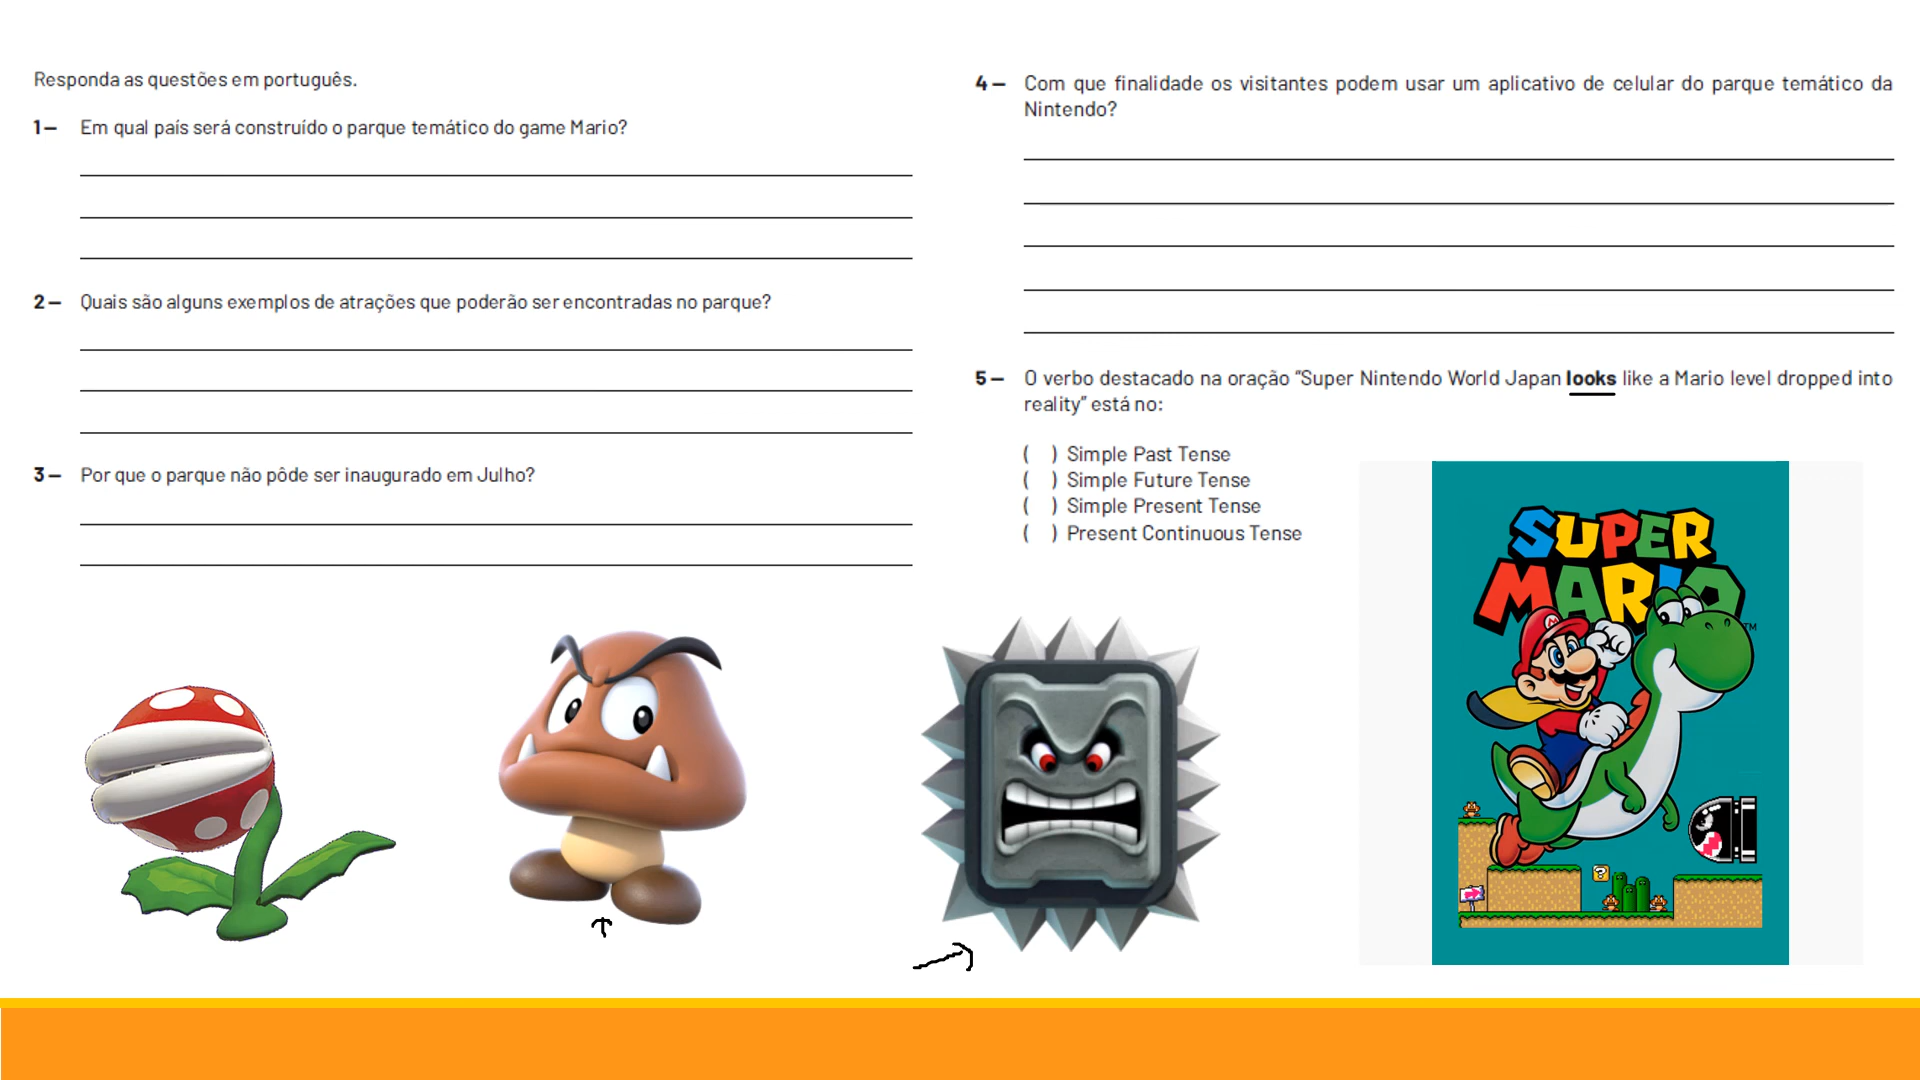 Responda as questões em português.
1 — Em qual país será construído o parque temático do game Mario?
2 — Quais são alguns exemplos de atrações que poderão ser encontradas no parque?
3 — Por que o parque não pôde ser inaugurado em Julho?
4 — Com que finalidade os visitantes podem usar um aplicativo de celular do parque temático da
Nintendo?
5 — O verbo destacado na oração “Super Nintendo World Japan looks like a Mario level dropped into
reality” está no:
( ) Simple Past Tense
( ) Simple Future Tense
( ) Simple Present Tense
( ) Present Continuous Tense
SUPER
MARIO
TM
M
?